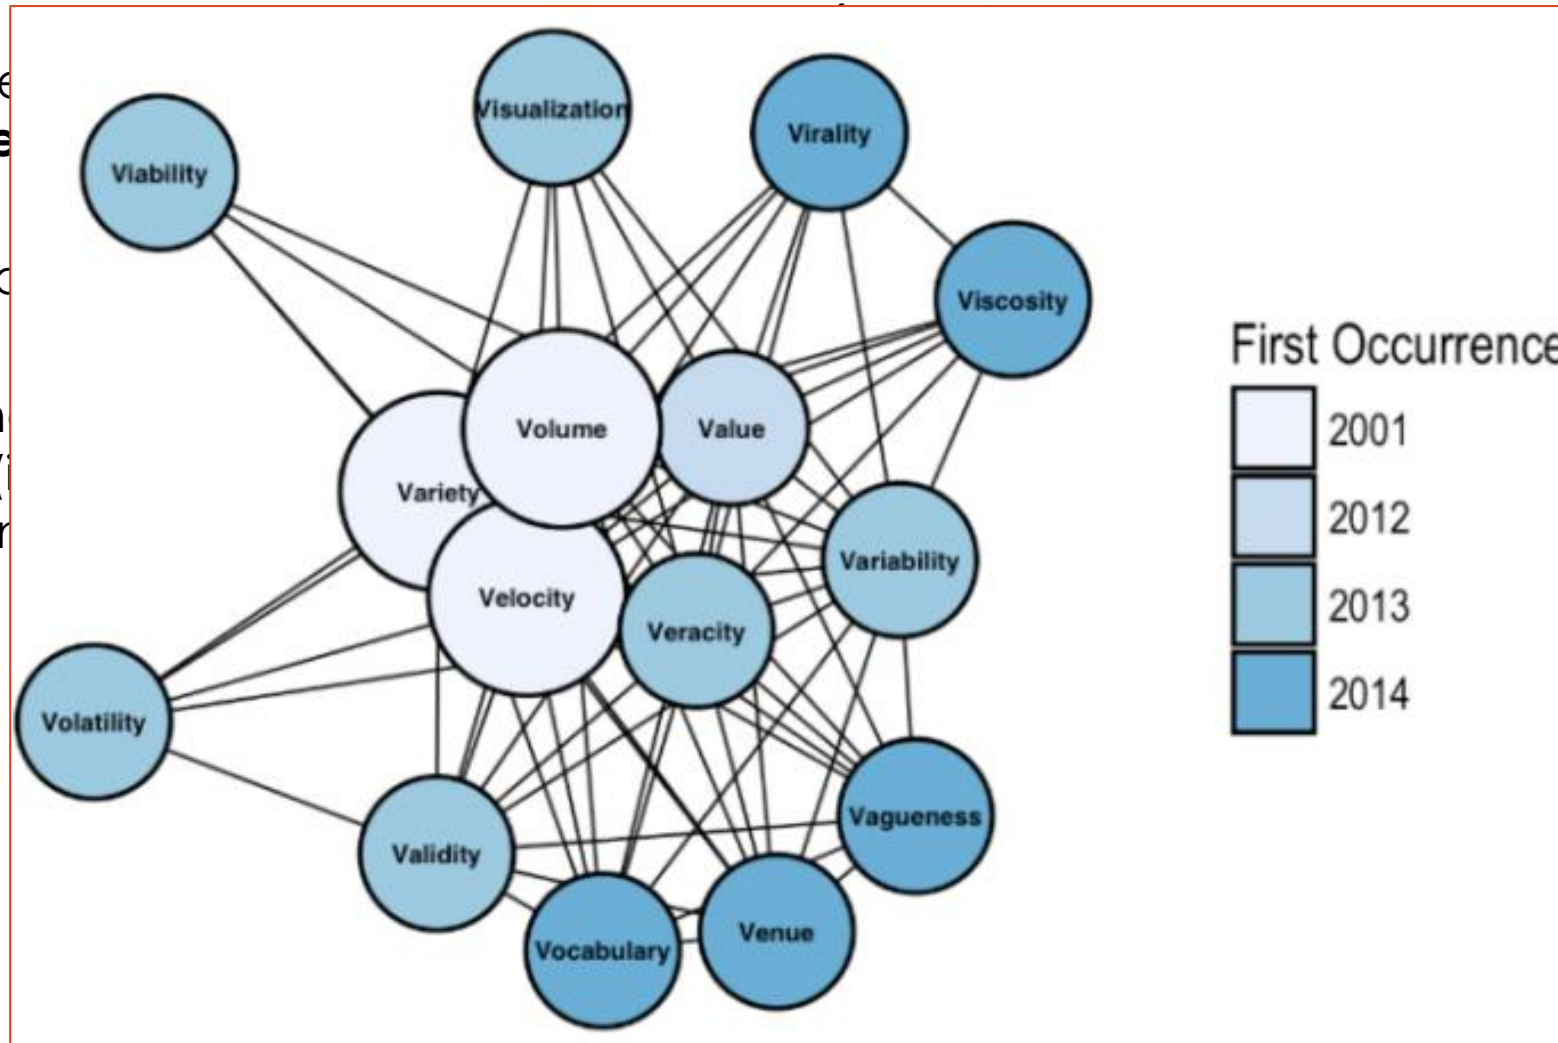 Visualization
Virality
Viability
Viscosity
First Occurrence
Volume
Value
2001
Variety
2012
Variability
Velocity
2013
Veracity
2014
Volatility
Vagueness
Validity
Venue
Vocabulary